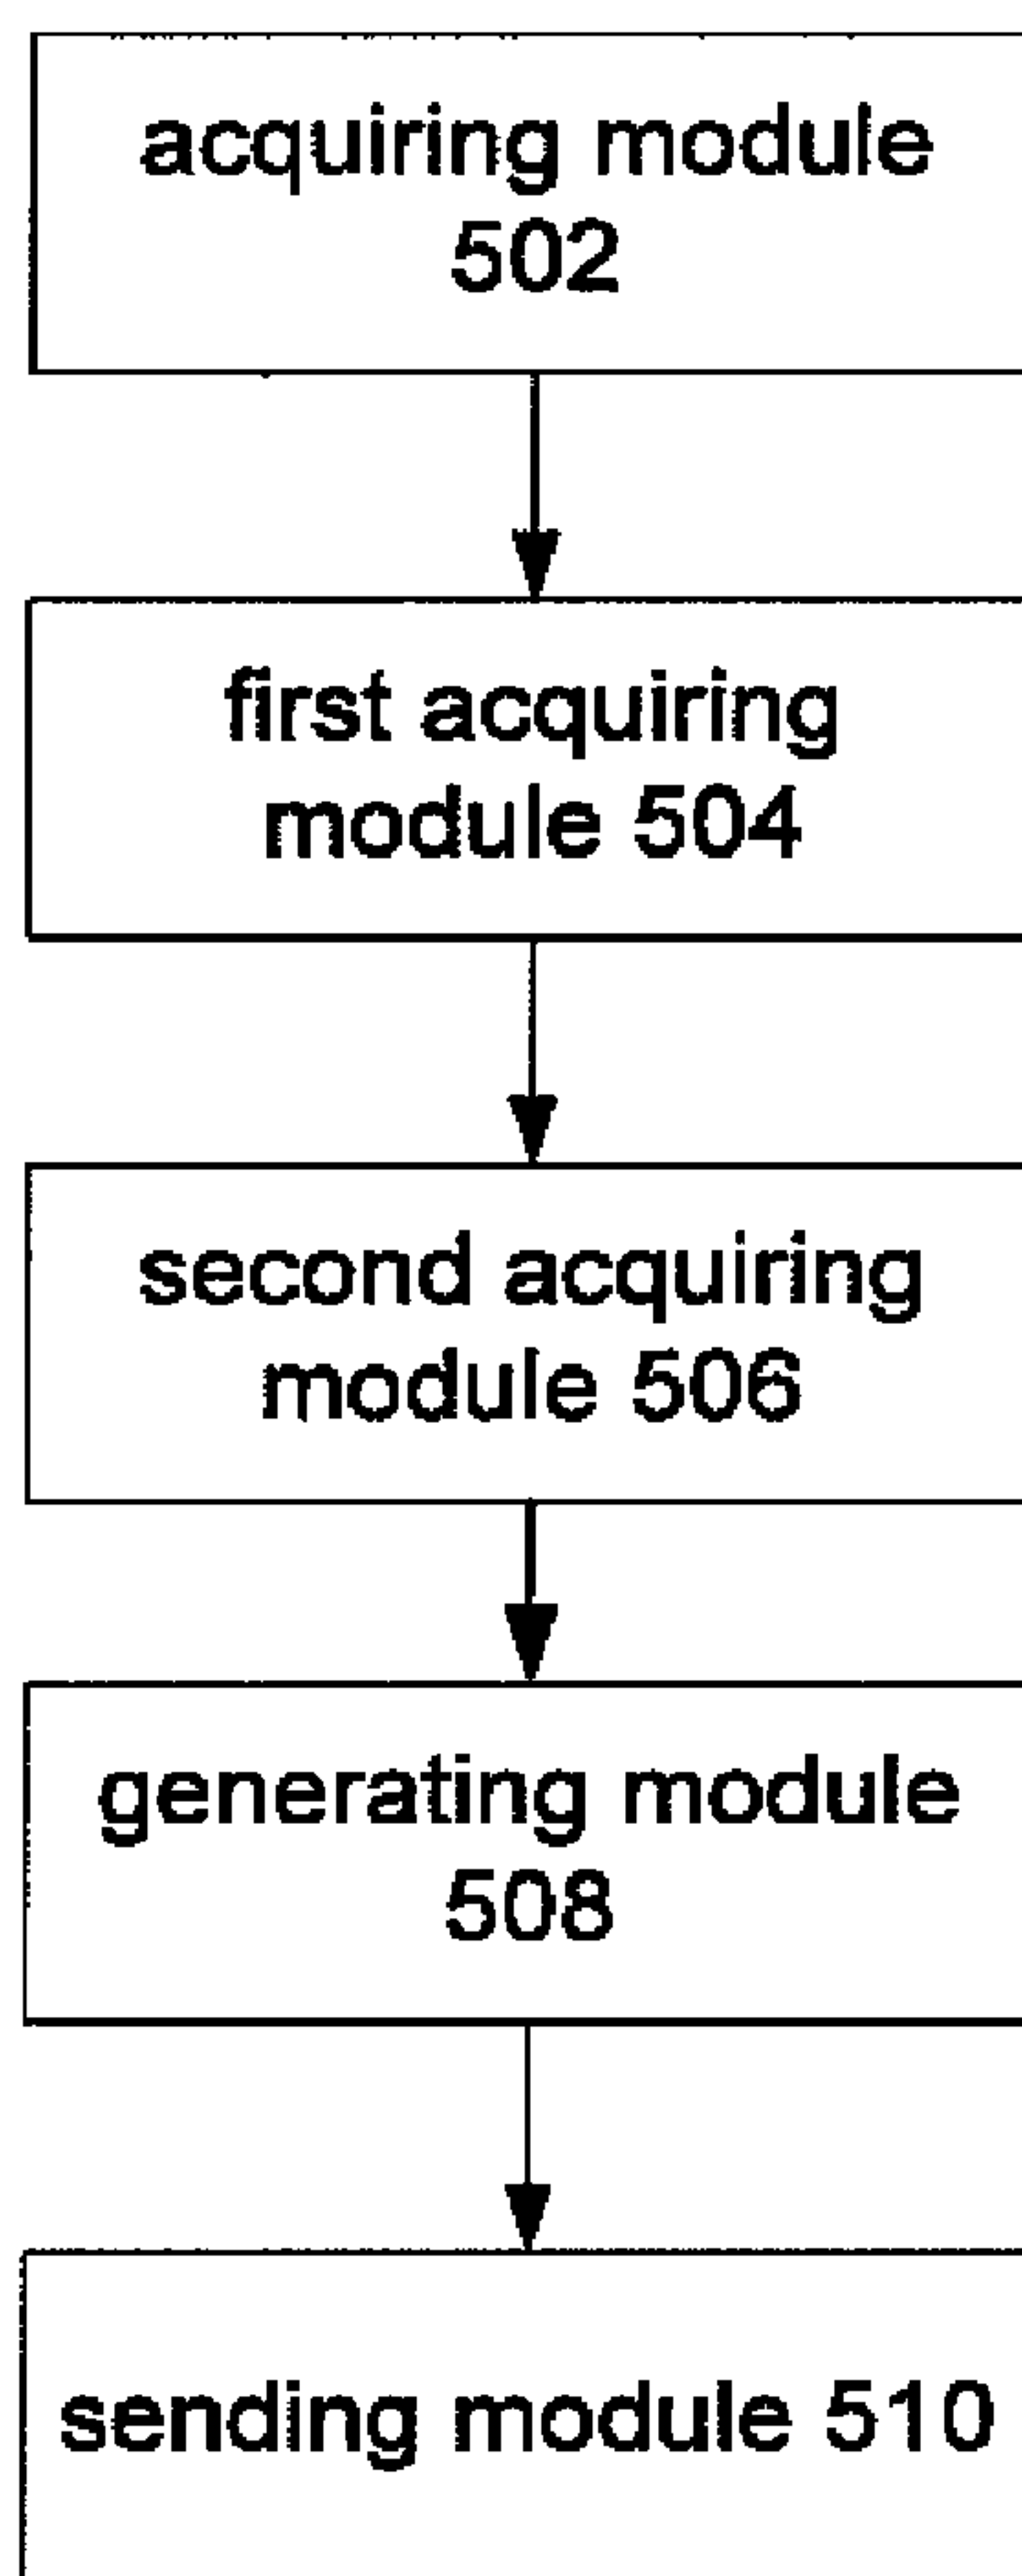 acquiring module
502
first acquiring
module 504
second acquiring
module 506
generating module
508
sending module 510